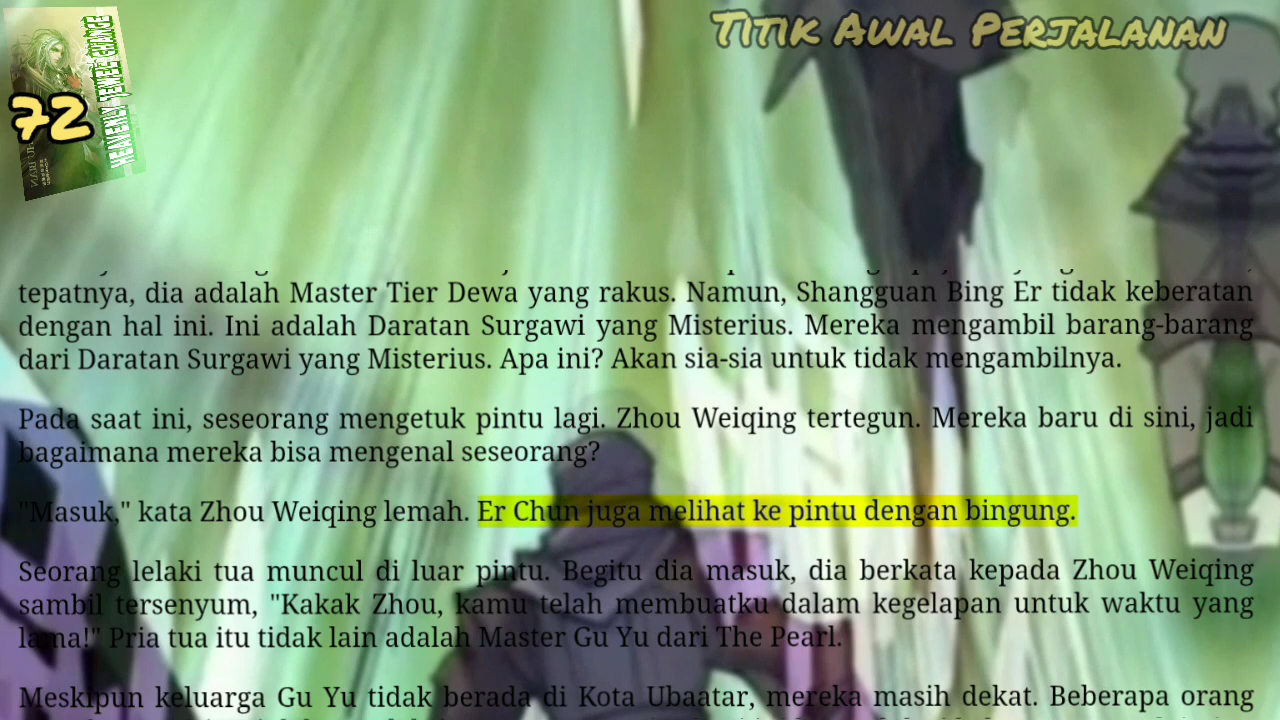 Titik Awal Perjalanan
72
HEAVENLY JEWEL CHANGE
tepatnya, dia adalah Master Tier Dewa yang rakus. Namun, Shangguan Bing Er tidak keberatan
dengan hal ini. Ini adalah Daratan Surgawi yang Misterius. Mereka mengambil barang-barang
dari Daratan Surgawi yang Misterius. Apa ini? Akan sia-sia untuk tidak mengambilnya.
Pada saat ini, seseorang mengetuk pintu lagi. Zhou Weiqing tertegun. Mereka baru di sini, jadi
bagaimana mereka bisa mengenal seseorang?
"Masuk," kata Zhou Weiqing lemah. Er Chun juga melihat ke pintu dengan bingung.
Seorang lelaki tua muncul di luar pintu. Begitu dia masuk, dia berkata kepada Zhou Weiqing
sambil tersenyum, "Kakak Zhou, kamu telah membuatku dalam kegelapan untuk waktu yang
lama!" Pria tua itu tidak lain adalah Master Gu Yu dari The Pearl.
Meskipun keluarga Gu Yu tidak berada di Kota Ubaatar, mereka masih dekat. Beberapa orang